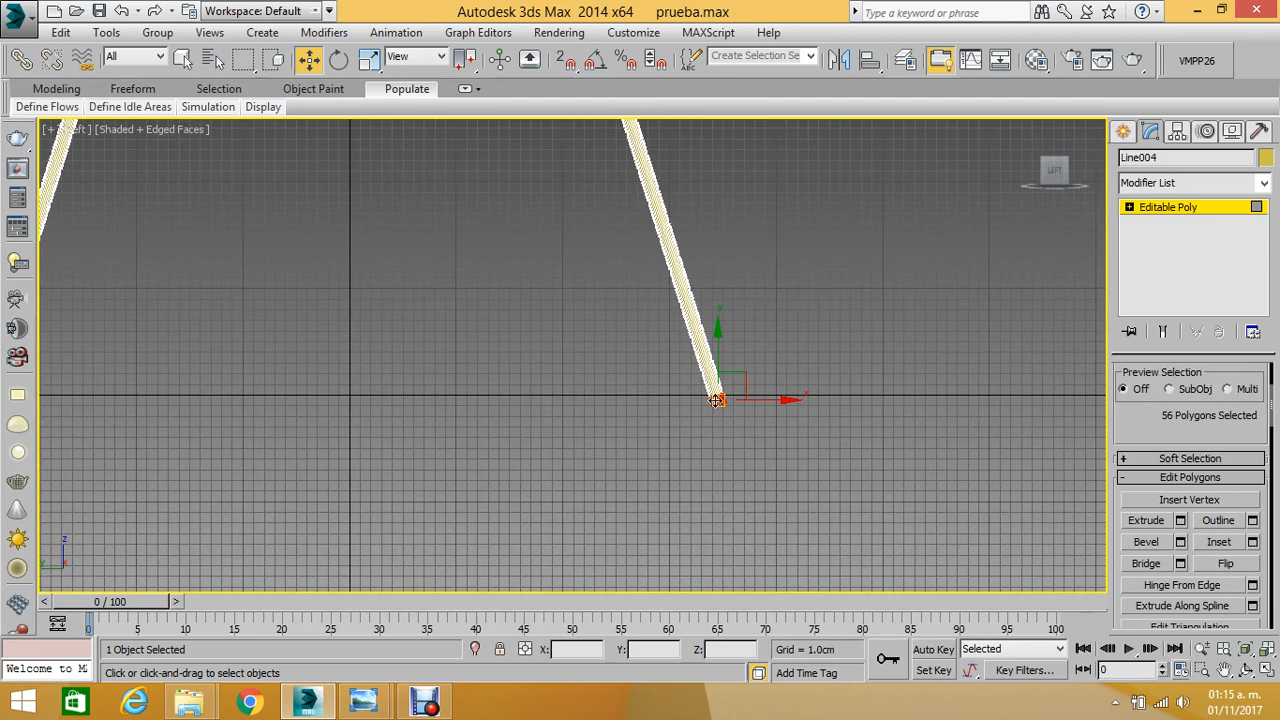 MAX
Workspace: Default
Autodesk 3ds Max 2014 x64 prueba.max
Type a keyword or phrase
Edit Tools Group Views Create Modifiers Animation Graph Editors Rendering Customize MAXScript Help
All View Create Selection Se VMPP26
Modeling Freeform Selection Object Paint Populate
Define Flows Define Idle Areas Simulation Display
[Shaded + Edged Faces ]
LEFT
y
x
z
y
x
Line004
Modifier List
Editable Poly
Preview Selection
Off SubObj Multi
56 Polygons Selected
+ Soft Selection
- Edit Polygons
Insert Vertex
Extrude Outline
Bevel Inset
Bridge Flip
Hinge From Edge
Extrude Along Spline
Edit Triangulation
< 0 / 100 >
0 5 10 15 20 25 30 35 40 45 50 55 60 65 70 75 80 85 90 95 100
1 Object Selected X: Y: Z: Grid = 1.0cm Auto Key Selected
Welcome to M Click or click-and-drag to select objects Add Time Tag Set Key Key Filters... 0
01:15 a. m.
01/11/2017